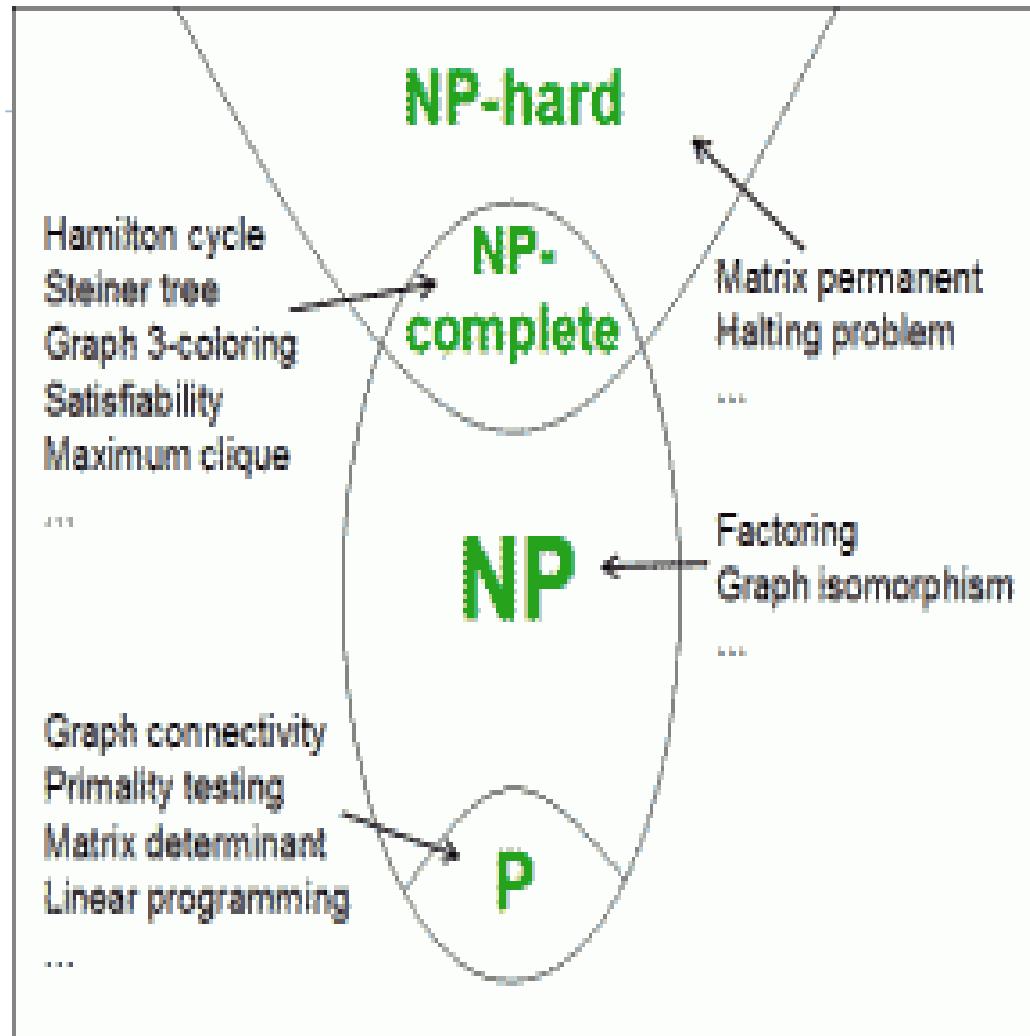 NP-hard
Hamilton cycle
Steiner tree
Graph 3-coloring
Satisfiability
Maximum clique
...
NP-
complete
Matrix permanent
Halting problem
...
NP
Factoring
Graph isomorphism
...
Graph connectivity
Primality testing
Matrix determinant
Linear programming
...
P